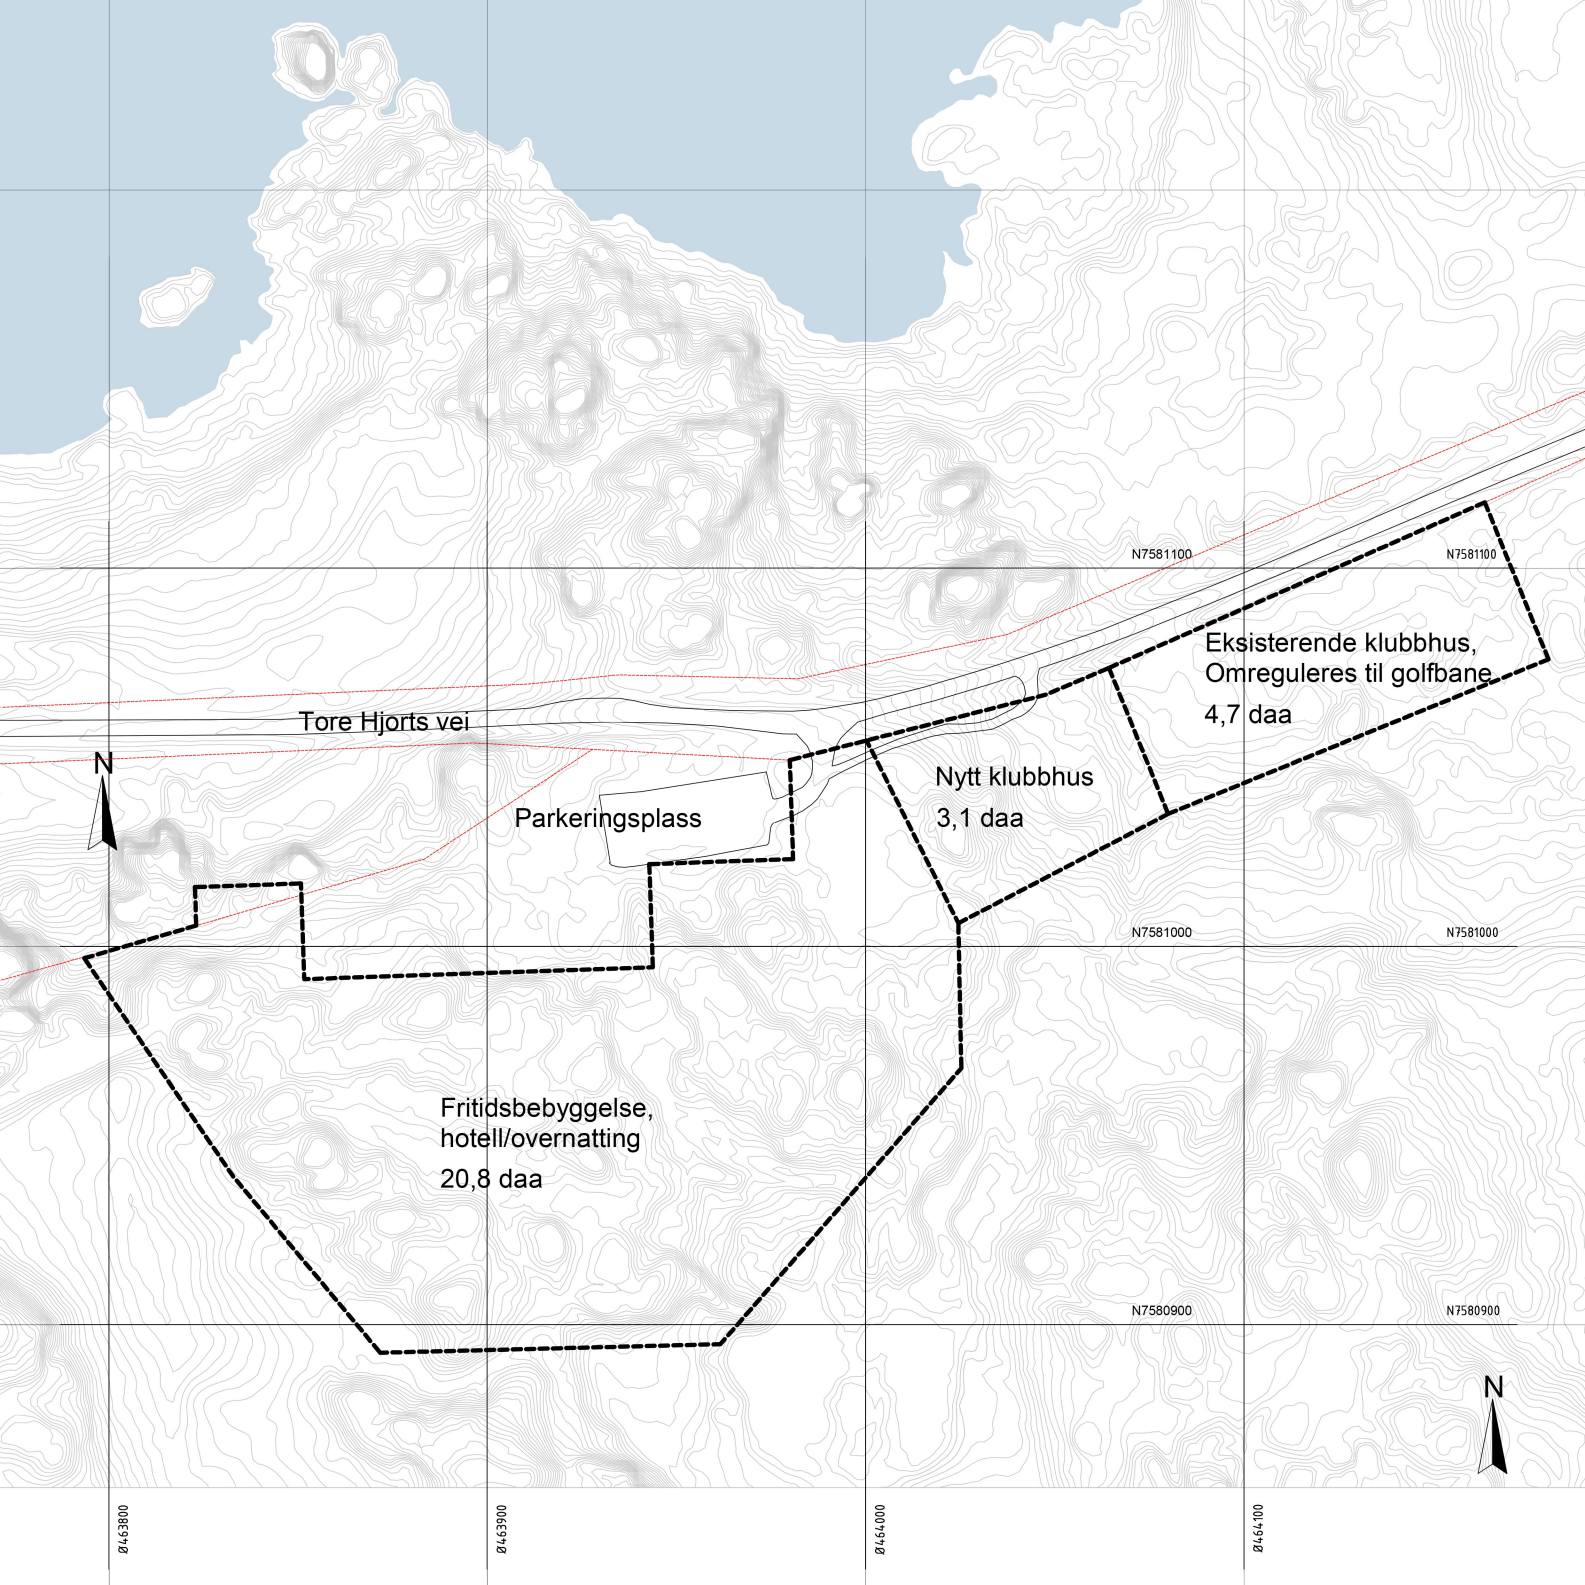 N7581100
N7581100
Eksisterende klubbhus,
Omreguleres til golfbane
4,7 daa
Tore Hjorts vei
N
Nytt klubbhus
3,1 daa
Parkeringsplass
N7581000
N7581000
Fritidsbebyggelse,
hotell/overnatting
20,8 daa
N7580900
N7580900
N
Ø463800
Ø463900
Ø464000
Ø464100